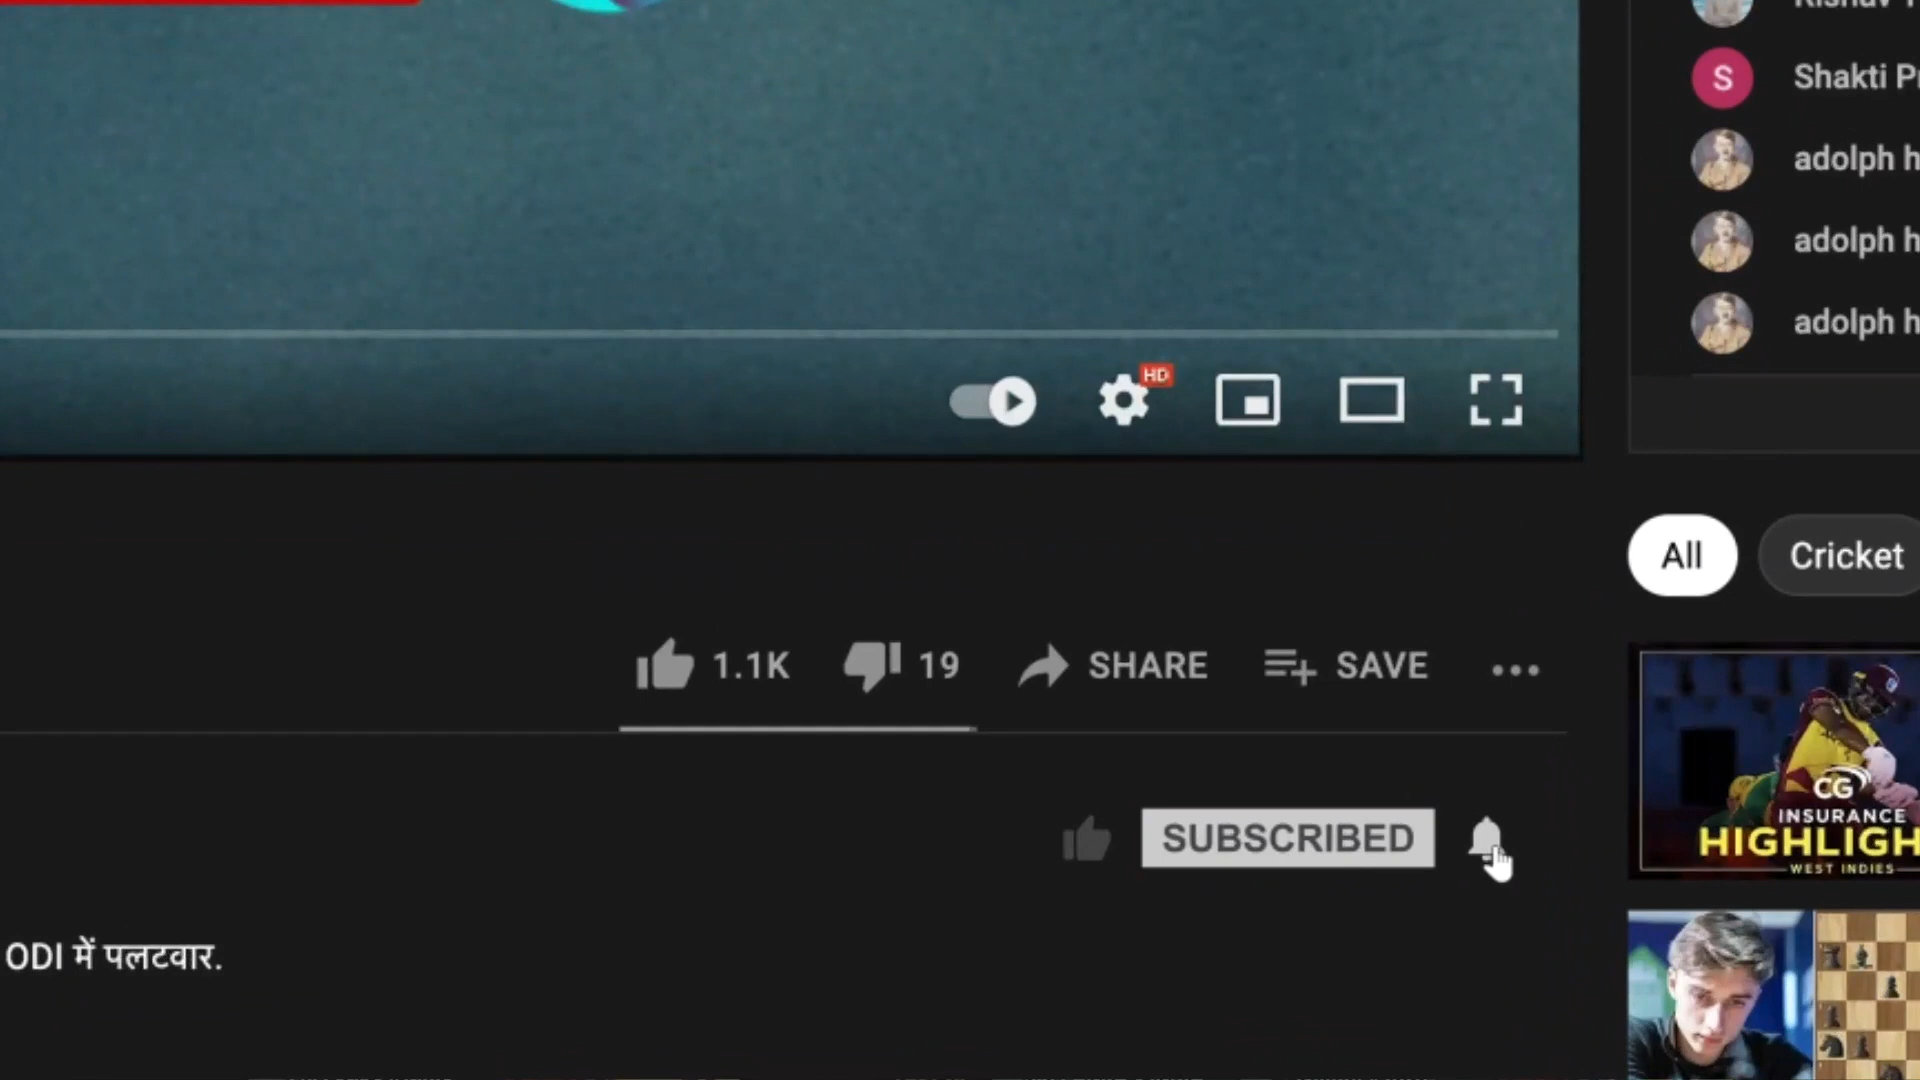 S
Shakti
adolph h
adolph h
adolph h
HD
All
Cricket
1.1K
19
SHARE
SAVE
SUBSCRIBED
CG
INSURANCE
HIGHLIGH
WEST INDIES
ODI में पलटवार.